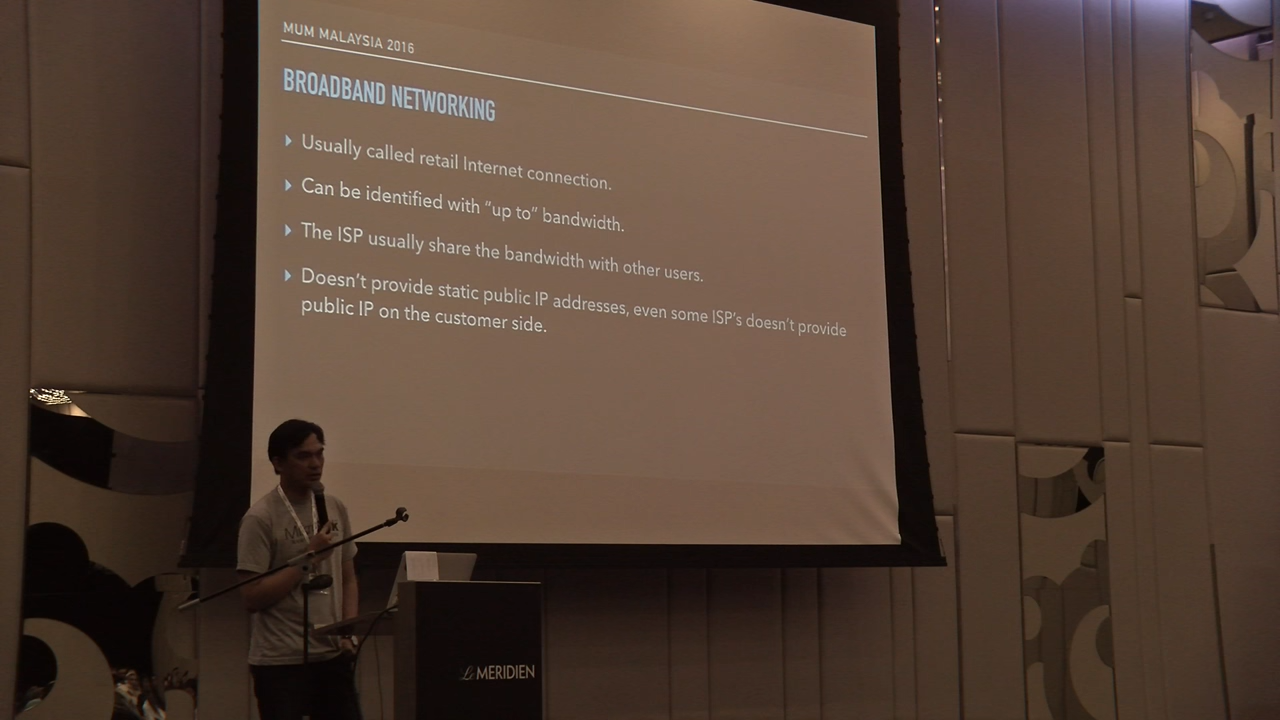 MUM MALAYSIA 2016
BROADBAND NETWORKING
Usually called retail Internet connection.
Can be identified with “up to” bandwidth.
The ISP usually share the bandwidth with other users.
Doesn’t provide static public IP addresses, even some ISP’s doesn’t provide
public IP on the customer side.
Le MERIDIEN